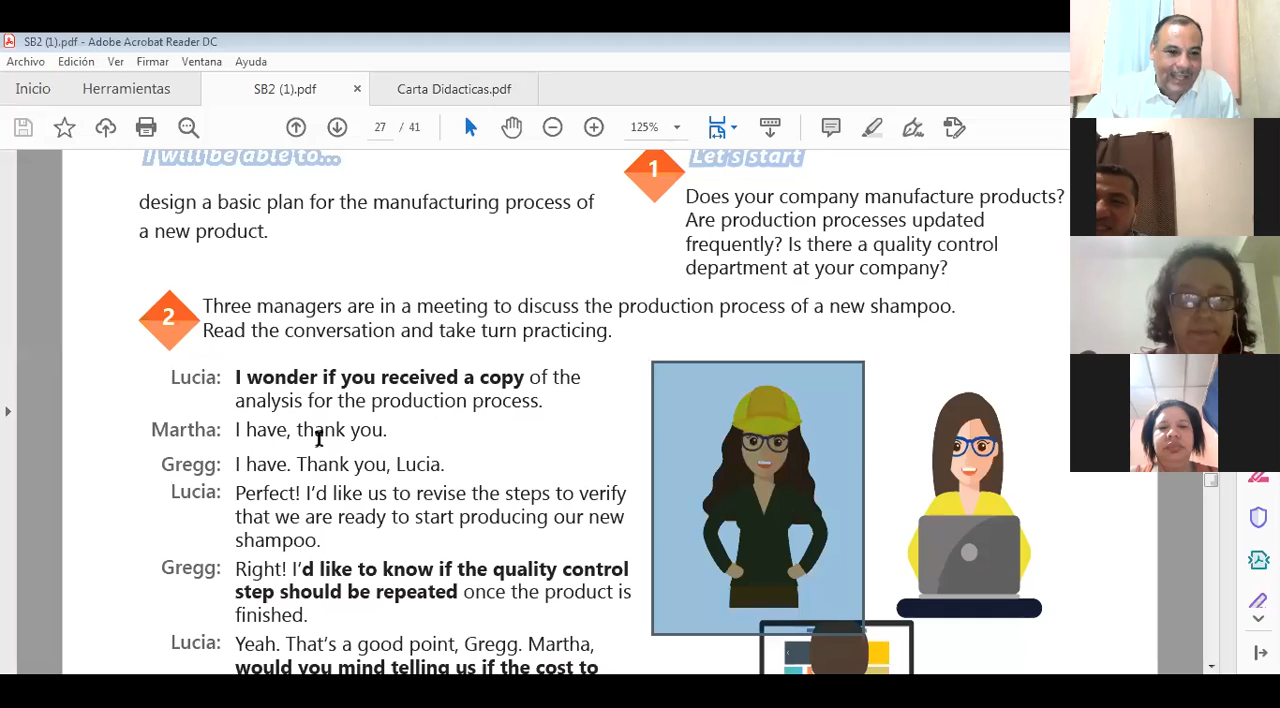 SB2 (1).pdf - Adobe Acrobat Reader DC
Archivo Edición Ver Firmar Ventana Ayuda
Inicio Herramientas SB2 (1).pdf × Carta Didacticas.pdf
27 / 41 125%
I will be able to...
design a basic plan for the manufacturing process of
a new product.
1 Let's start
Does your company manufacture products?
Are production processes updated
frequently? Is there a quality control
department at your company?
2 Three managers are in a meeting to discuss the production process of a new shampoo.
Read the conversation and take turn practicing.
Lucia: I wonder if you received a copy of the
analysis for the production process.
Martha: I have, thank you.
Gregg: I have. Thank you, Lucia.
Lucia: Perfect! I'd like us to revise the steps to verify
that we are ready to start producing our new
shampoo.
Gregg: Right! I'd like to know if the quality control
step should be repeated once the product is
finished.
Lucia: Yeah. That's a good point, Gregg. Martha,
would you mind telling us if the cost to